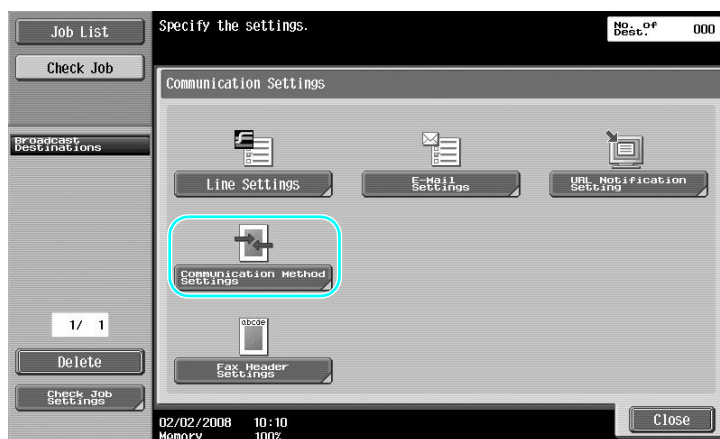 Job List
Specify the settings.
No. of
Dest.
000
Check Job
Communication Settings
Broadcast
Destinations
Line Settings
E-Mail
Settings
URL Notification
Setting
Communication Method
Settings
abcde
1/ 1
Fax Header
Settings
Delete
Check Job
Settings
02/02/2008 10:10
Memory 100%
Close